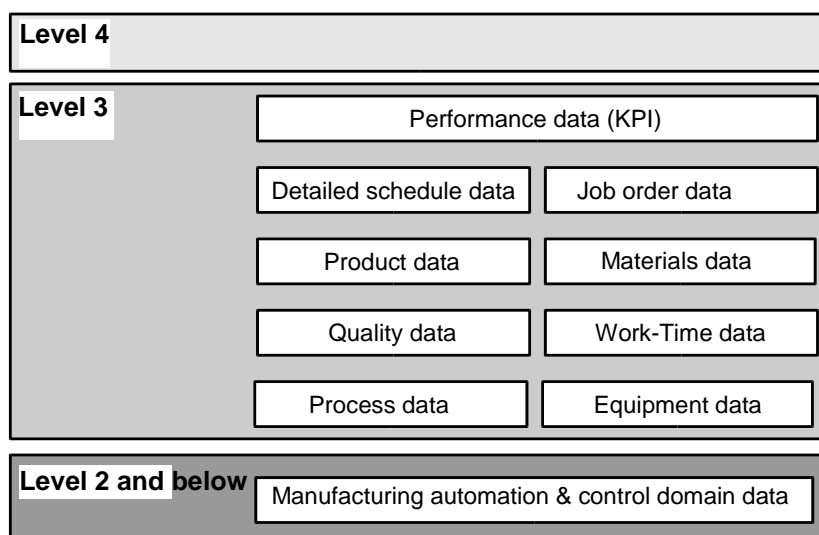 Level 4
Level 3
Performance data (KPI)
Detailed schedule data
Job order data
Product data
Materials data
Quality data
Work-Time data
Process data
Equipment data
Level 2 and below
Manufacturing automation & control domain data